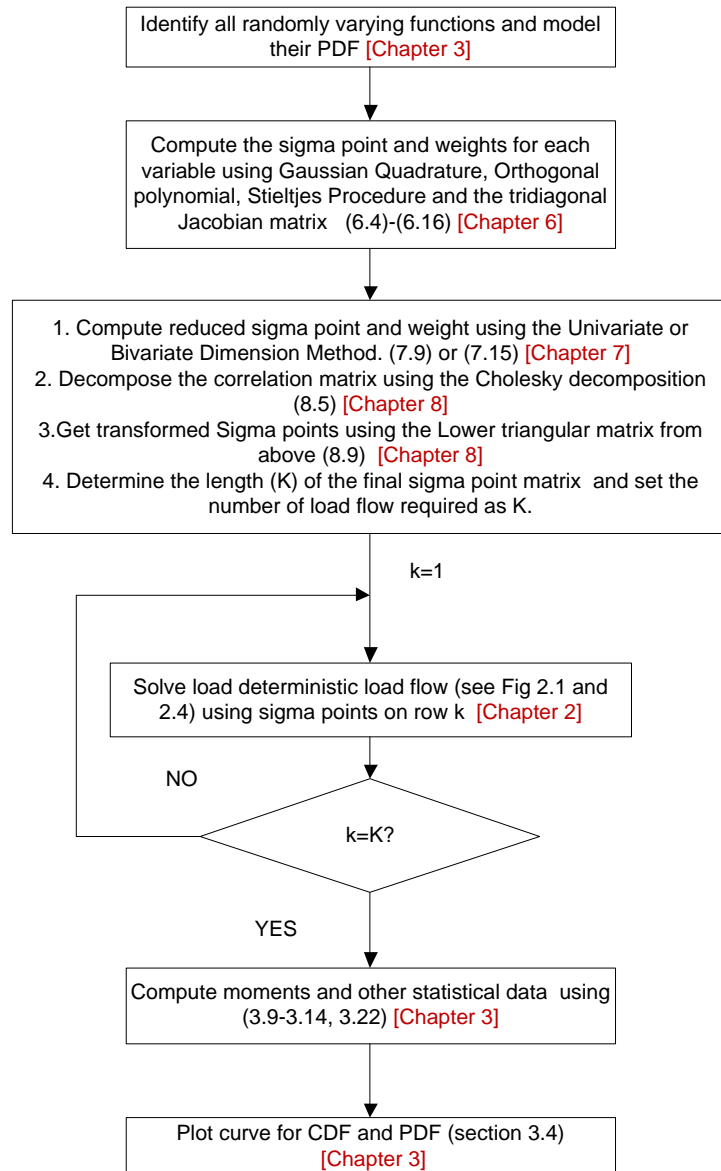 Identify all randomly varying functions and model
their PDF [Chapter 3]
Compute the sigma point and weights for each
variable using Gaussian Quadrature, Orthogonal
polynomial, Stieltjes Procedure and the tridiagonal
Jacobian matrix (6.4)-(6.16) [Chapter 6]
1. Compute reduced sigma point and weight using the Univariate or
Bivariate Dimension Method. (7.9) or (7.15) [Chapter 7]
2. Decompose the correlation matrix using the Cholesky decomposition
(8.5) [Chapter 8]
3.Get transformed Sigma points using the Lower triangular matrix from
above (8.9) [Chapter 8]
4. Determine the length (K) of the final sigma point matrix and set the
number of load flow required as K.
k=1
Solve load deterministic load flow (see Fig 2.1 and
2.4) using sigma points on row k [Chapter 2]
NO
k=K?
YES
Compute moments and other statistical data using
(3.9-3.14, 3.22) [Chapter 3]
Plot curve for CDF and PDF (section 3.4)
[Chapter 3]